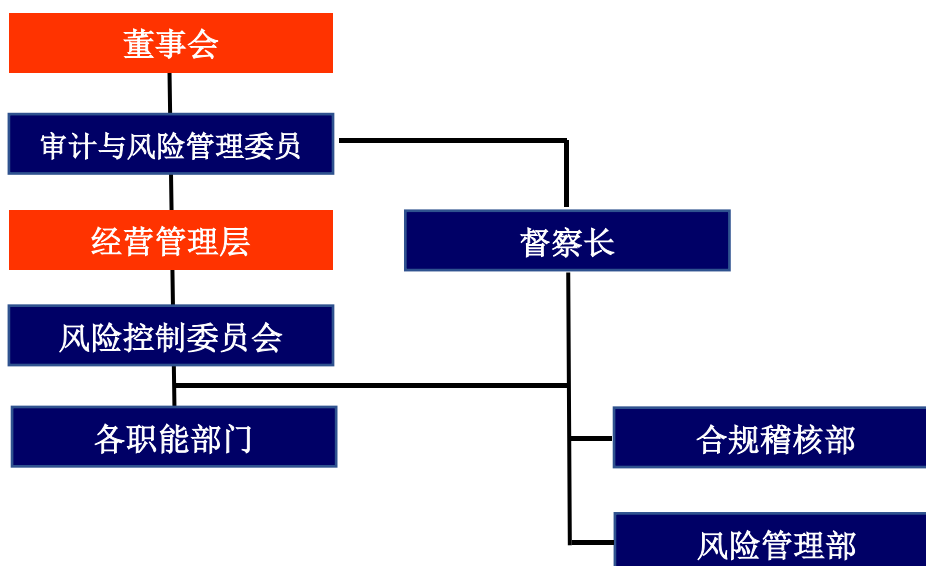 董事会
审计与风险管理委员
经营管理层
督察长
风险控制委员会
各职能部门
合规稽核部
风险管理部